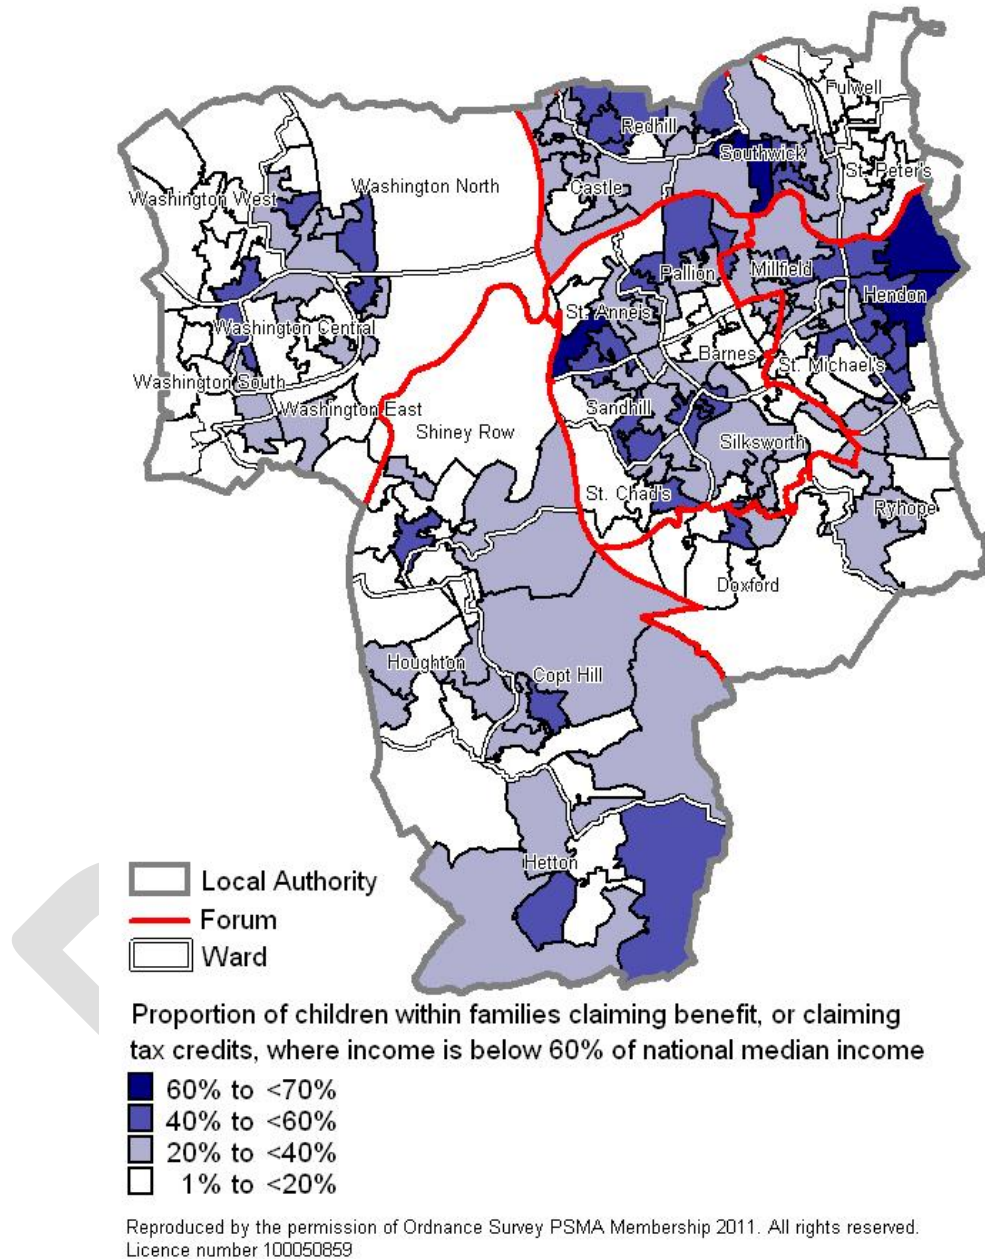 Fulwell
Redhill
Southwick
St. Peter's
Washington West
Washington North
Castle
Pallion
Millfield
Hendon
St. Anne's
Washington Central
Barnes
St. Michael's
Washington South
Washington East
Sandhill
Shiney Row
Silksworth
St. Chad's
Ryhope
Doxford
Houghton
Copt Hill
Hetton
Local Authority
Forum
Ward
Proportion of children within families claiming benefit, or claiming
tax credits, where income is below 60% of national median income
60% to <70%
40% to <60%
20% to <40%
1% to <20%
Reproduced by the permission of Ordnance Survey PSMA Membership 2011. All rights reserved.
Licence number 100050859